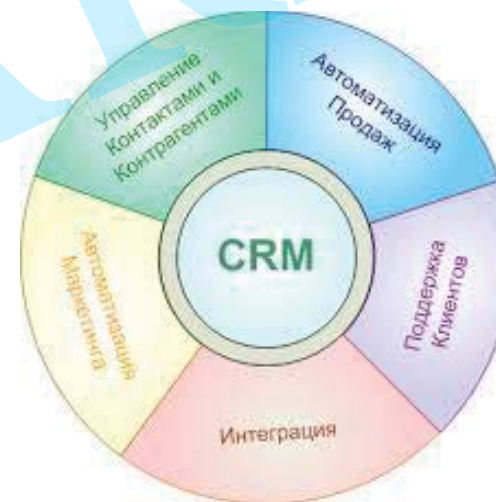 Управление
Контактами и
Контрагентами
Автоматизация
Продаж
CRM
Автоматизация
Маркетинга
Поддержка
Клиентов
Интеграция